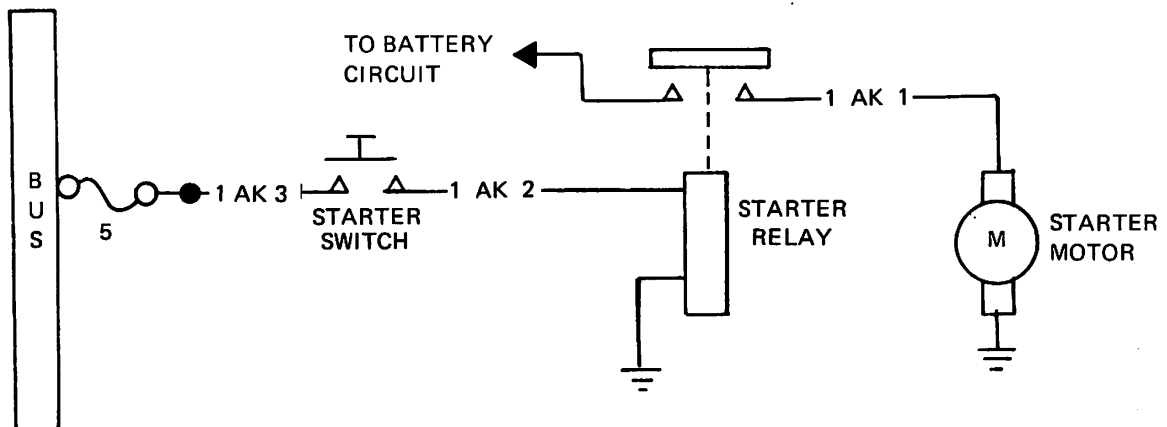 TO BATTERY
CIRCUIT
1 AK 1
BUS
5
1 AK 3
STARTER
SWITCH
1 AK 2
STARTER
RELAY
M
STARTER
MOTOR